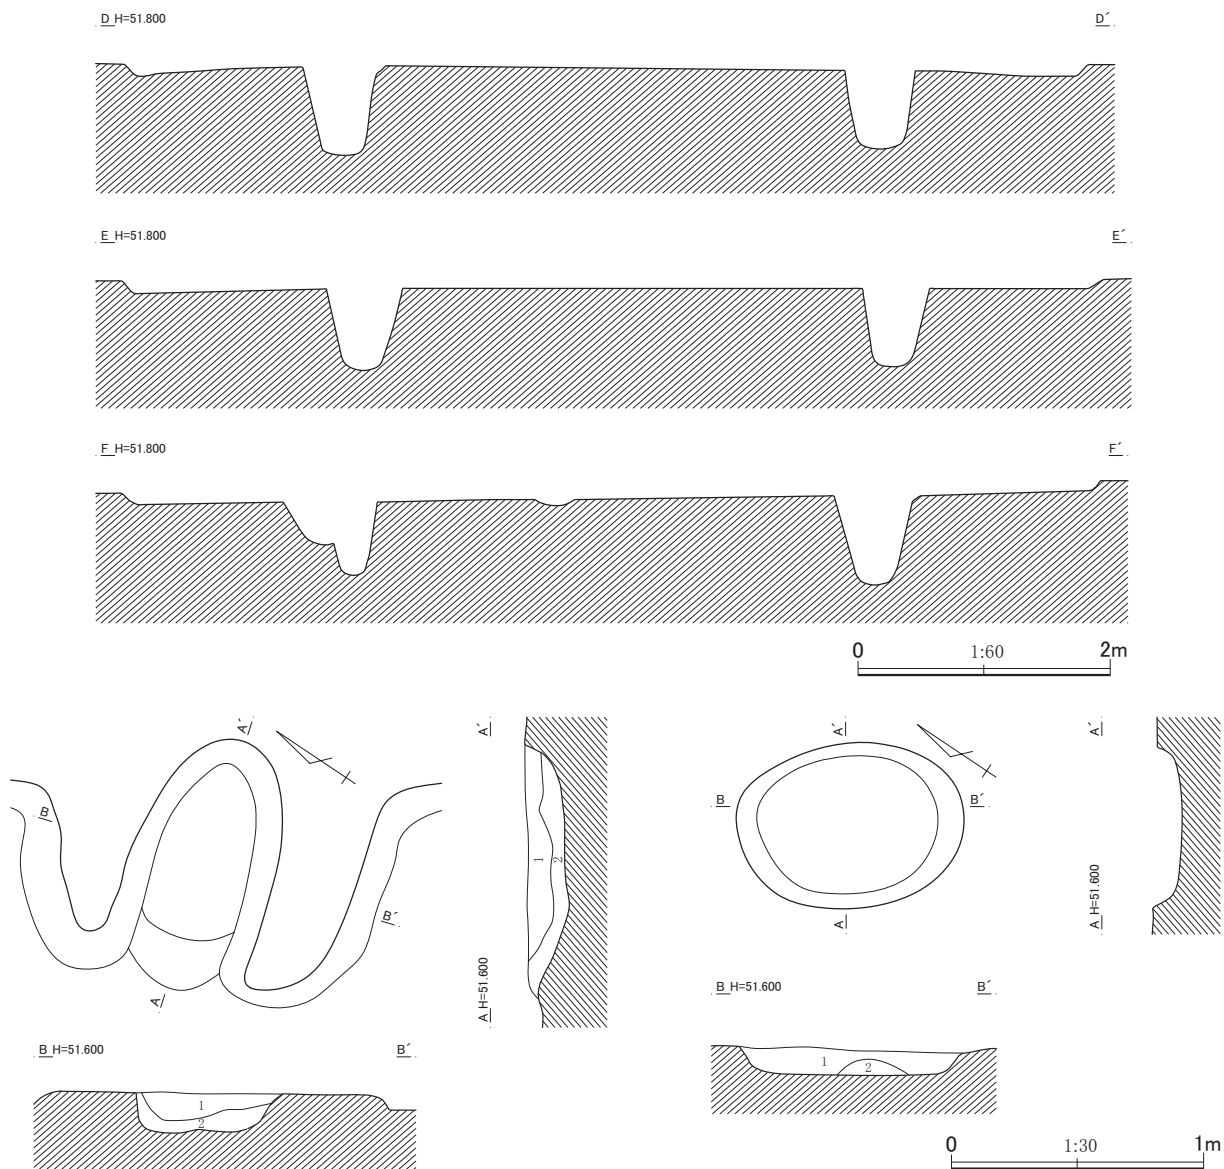 D H=51.800 D´
E H=51.800 E´
F H=51.800 F´
0 1:60 2m
A´
B
B´
A
A´
1 2
A H=51.600
B H=51.600 B´
1
2
A´
B B´
A
A´
A H=51.600
B H=51.600 B´
1 2
0 1:30 1m